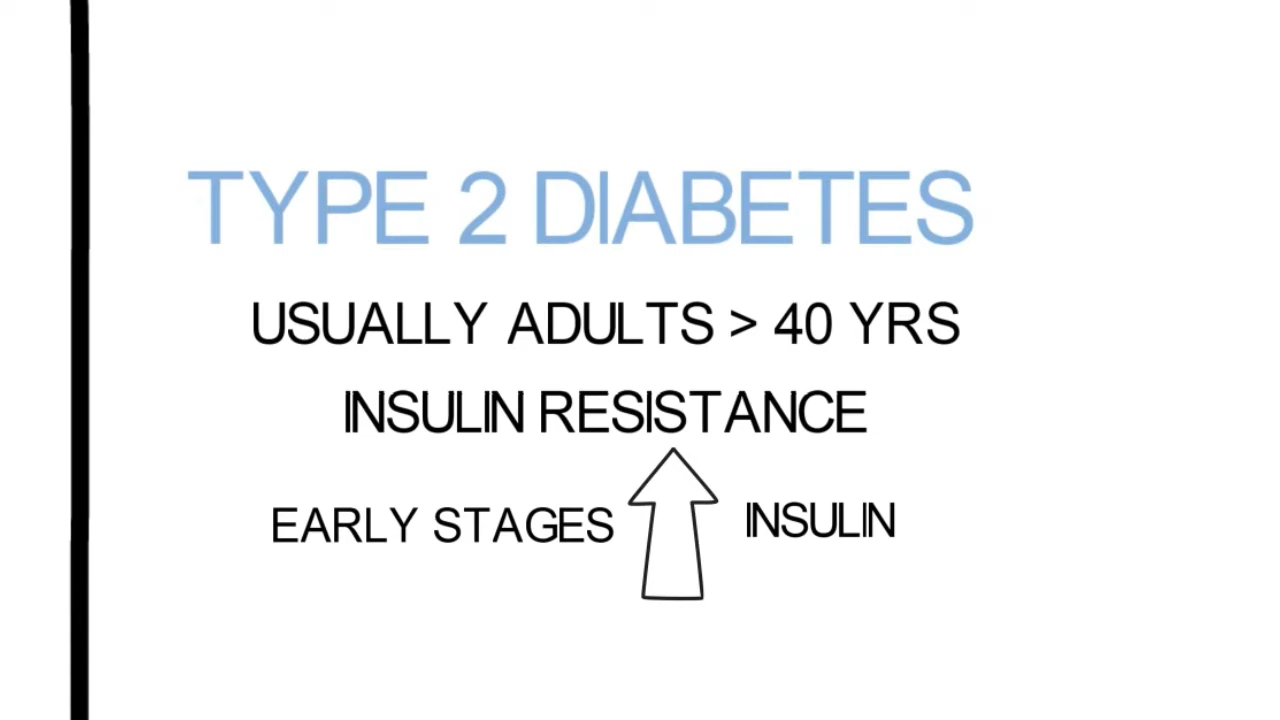 TYPE 2 DIABETES
USUALLY ADULTS > 40 YRS
INSULIN RESISTANCE
EARLY STAGES INSULIN